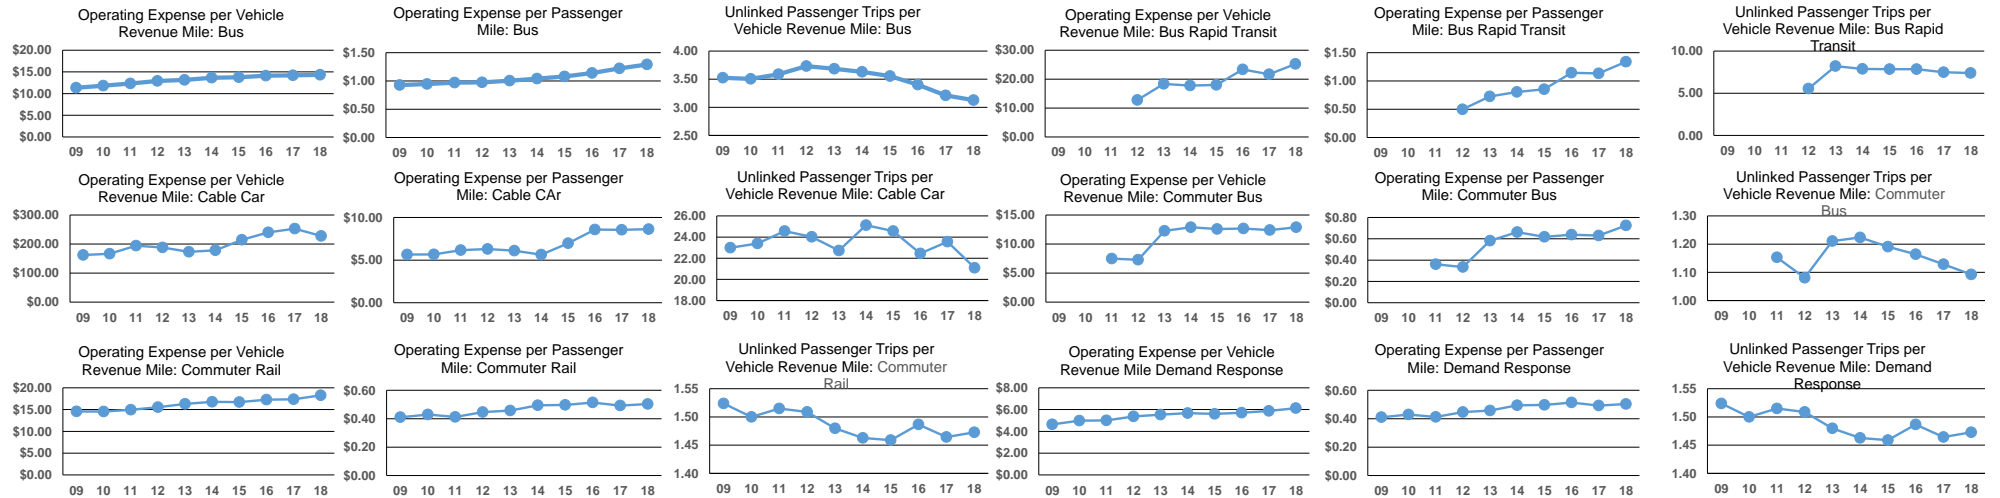 Operating Expense per Vehicle
Revenue Mile: Bus
$20.00
$15.00
$10.00
$5.00
$0.00
09 10 11 12 13 14 15 16 17 18
Operating Expense per Passenger
Mile: Bus
$1.50
$1.00
$0.50
$0.00
09 10 11 12 13 14 15 16 17 18
Unlinked Passenger Trips per
Vehicle Revenue Mile: Bus
4.00
3.50
3.00
2.50
09 10 11 12 13 14 15 16 17 18
Operating Expense per Vehicle
Revenue Mile: Bus Rapid Transit
$30.00
$20.00
$10.00
$0.00
09 10 11 12 13 14 15 16 17 18
Operating Expense per Passenger
Mile: Bus Rapid Transit
$1.50
$1.00
$0.50
$0.00
09 10 11 12 13 14 15 16 17 18
Unlinked Passenger Trips per
Vehicle Revenue Mile: Bus Rapid
Transit
10.00
5.00
0.00
09 10 11 12 13 14 15 16 17 18
Operating Expense per Vehicle
Revenue Mile: Cable Car
$300.00
$200.00
$100.00
$0.00
09 10 11 12 13 14 15 16 17 18
Operating Expense per Passenger
Mile: Cable CAr
$10.00
$5.00
$0.00
09 10 11 12 13 14 15 16 17 18
Unlinked Passenger Trips per
Vehicle Revenue Mile: Cable Car
26.00
24.00
22.00
20.00
18.00
09 10 11 12 13 14 15 16 17 18
Operating Expense per Vehicle
Revenue Mile: Commuter Bus
$15.00
$10.00
$5.00
$0.00
09 10 11 12 13 14 15 16 17 18
Operating Expense per Passenger
Mile: Commuter Bus
$0.80
$0.60
$0.40
$0.20
$0.00
09 10 11 12 13 14 15 16 17 18
Unlinked Passenger Trips per
Vehicle Revenue Mile: Commuter
Bus
1.30
1.20
1.10
1.00
09 10 11 12 13 14 15 16 17 18
Operating Expense per Vehicle
Revenue Mile: Commuter Rail
$20.00
$15.00
$10.00
$5.00
$0.00
09 10 11 12 13 14 15 16 17 18
Operating Expense per Passenger
Mile: Commuter Rail
$0.60
$0.40
$0.20
$0.00
09 10 11 12 13 14 15 16 17 18
Unlinked Passenger Trips per
Vehicle Revenue Mile: Commuter
Rail
1.55
1.50
1.45
1.40
09 10 11 12 13 14 15 16 17 18
Operating Expense per Vehicle
Revenue Mile Demand Response
$8.00
$6.00
$4.00
$2.00
$0.00
09 10 11 12 13 14 15 16 17 18
Operating Expense per Passenger
Mile: Demand Response
$0.60
$0.40
$0.20
$0.00
09 10 11 12 13 14 15 16 17 18
Unlinked Passenger Trips per
Vehicle Revenue Mile: Demand
Response
1.55
1.50
1.45
1.40
09 10 11 12 13 14 15 16 17 18